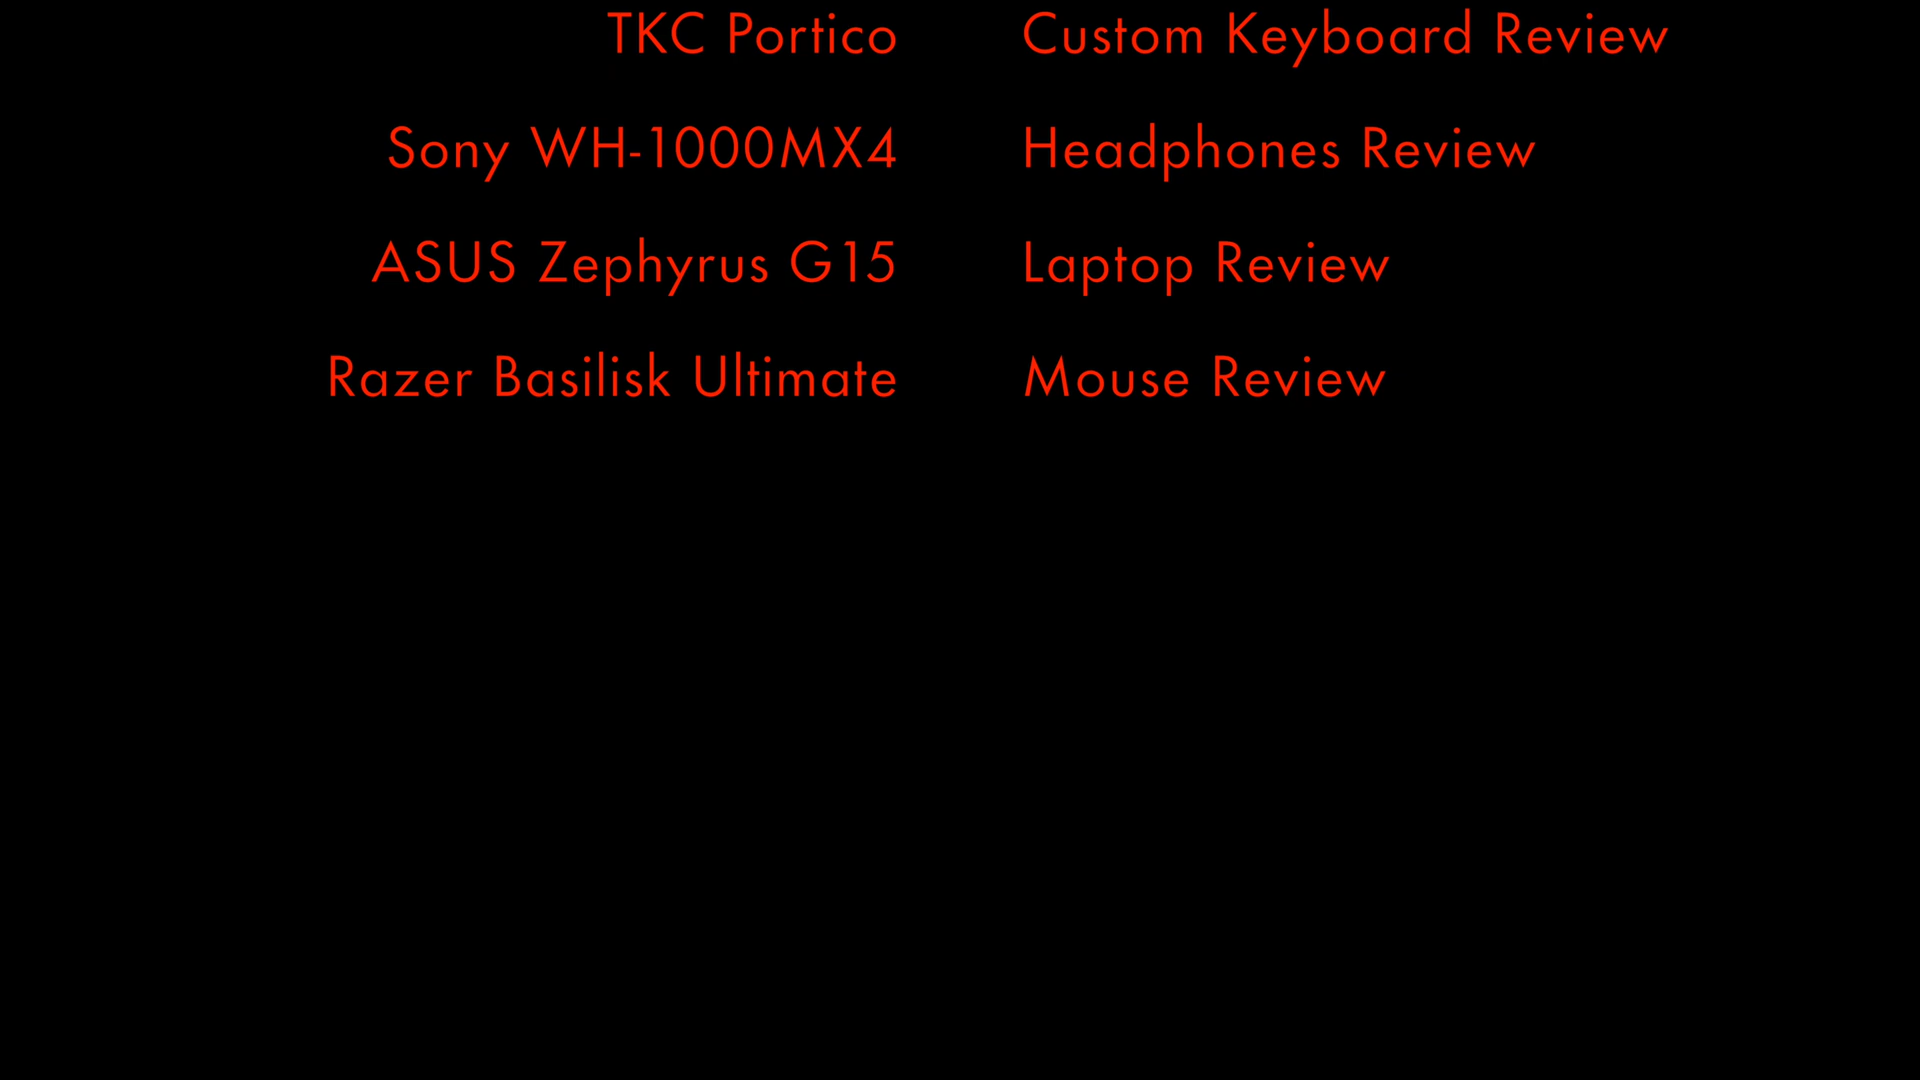 TKC Portico Custom Keyboard Review
Sony WH-1000MX4 Headphones Review
ASUS Zephyrus G15 Laptop Review
Razer Basilisk Ultimate Mouse Review